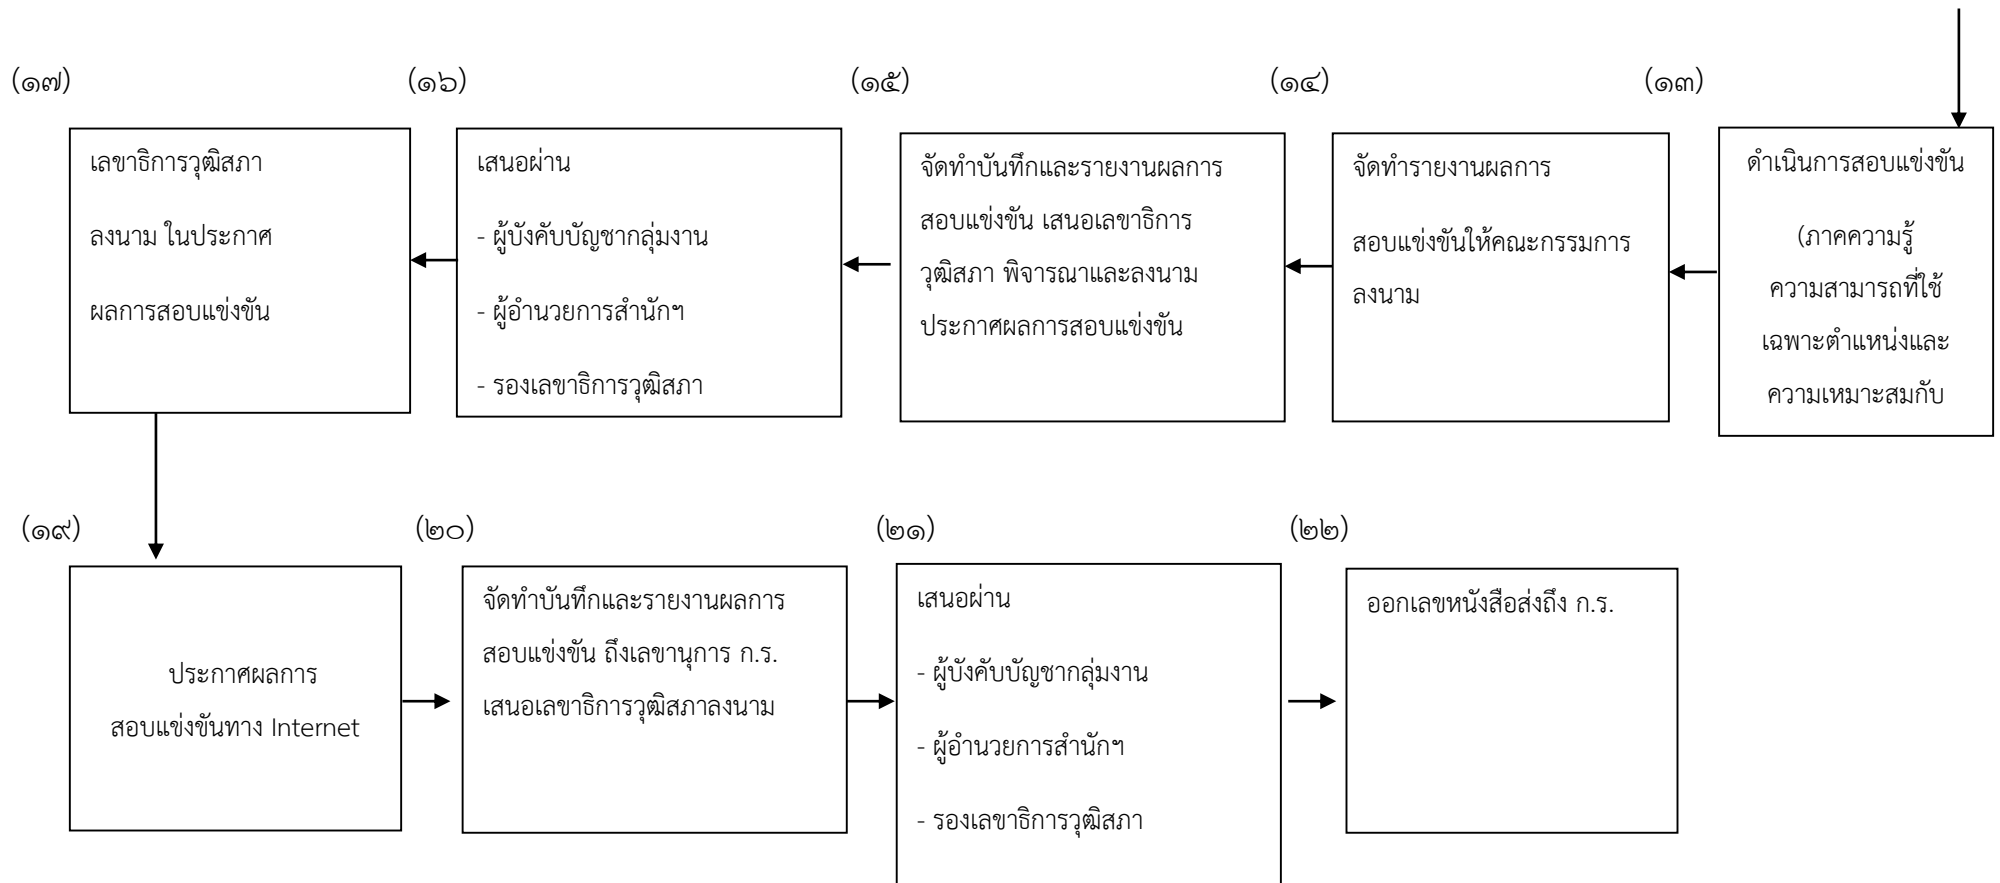 (๑๗)
เลขาธิการวุฒิสภา
ลงนาม ในประกาศ
ผลการสอบแข่งขัน
(๑๖)
เสนอผ่าน
- ผู้บังคับบัญชากลุ่มงาน
- ผู้อำนวยการสำนักฯ
- รองเลขาธิการวุฒิสภา
(๑๕)
จัดทำบันทึกและรายงานผลการ
สอบแข่งขัน เสนอเลขาธิการ
วุฒิสภา พิจารณาและลงนาม
ประกาศผลการสอบแข่งขัน
(๑๔)
จัดทำรายงานผลการ
สอบแข่งขันให้คณะกรรมการ
ลงนาม
(๑๓)
ดำเนินการสอบแข่งขัน
(ภาคความรู้
ความสามารถที่ใช้
เฉพาะตำแหน่งและ
ความเหมาะสมกับ
(๑๙)
ประกาศผลการ
สอบแข่งขันทาง Internet
(๒๐)
จัดทำบันทึกและรายงานผลการ
สอบแข่งขัน ถึงเลขานุการ ก.ร.
เสนอเลขาธิการวุฒิสภาลงนาม
(๒๑)
เสนอผ่าน
- ผู้บังคับบัญชากลุ่มงาน
- ผู้อำนวยการสำนักฯ
- รองเลขาธิการวุฒิสภา
(๒๒)
ออกเลขหนังสือส่งถึง ก.ร.